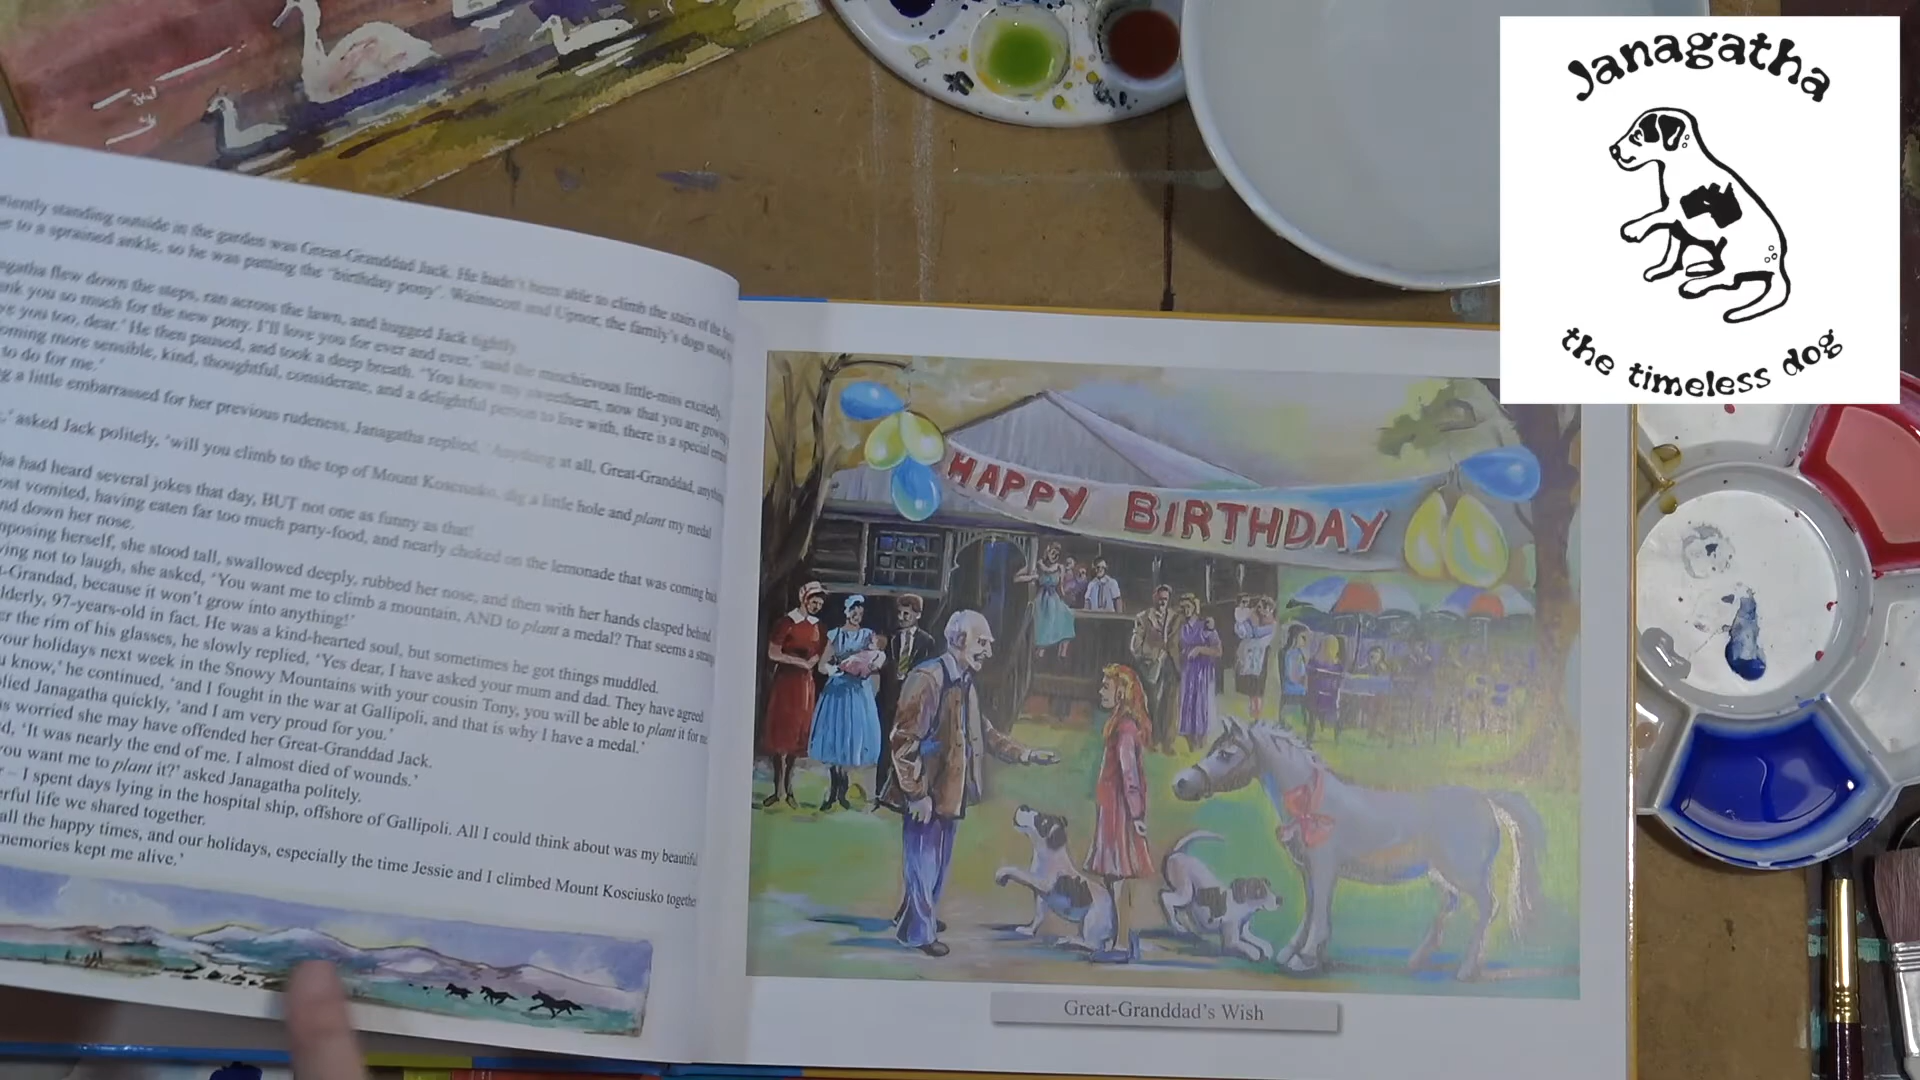 Janagatha
the timeless dog
standing outside in the garden was Great-Granddad Jack. He hadn't been able to climb the stairs of the
to a sprained ankle, so he was patting the 'birthday pony'. Wainscott and Upnor, the family's dogs stood
flew down the steps, ran across the lawn, and hugged Jack tightly.
you so much for the new pony. I'll love you for ever and ever,' said the mischievous little-miss excitedly.
you too, dear.' He then paused, and took a deep breath. 'You know my sweetheart, now that you are
more sensible, kind, thoughtful, considerate, and a delightful person to live with, there is a special
to do for me.'
a little embarrassed for her previous rudeness, Janagatha replied, 'Anything at all, Great-Granddad,
asked Jack politely, 'will you climb to the top of Mount Kosciusko, dig a little hole and plant my medal
had heard several jokes that day, BUT not one as funny as that!
vomited, having eaten far too much party-food, and nearly choked on the lemonade that was coming
down her nose.
herself, she stood tall, swallowed deeply, rubbed her nose, and then with her hands clasped behind
not to laugh, she asked, 'You want me to climb a mountain, AND to plant a medal? That seems a
because it won't grow into anything!'
97-years-old in fact. He was a kind-hearted soul, but sometimes he got things muddled.
the rim of his glasses, he slowly replied, 'Yes dear, I have asked your mum and dad. They have agreed
your holidays next week in the Snowy Mountains with your cousin Tony, you will be able to plant it for
know,' he continued, 'and I fought in the war at Gallipoli, and that is why I have a medal.'
Janagatha quickly, 'and I am very proud for you.'
worried she may have offended her Great-Granddad Jack.
'It was nearly the end of me. I almost died of wounds.'
you want me to plant it?' asked Janagatha politely.
– I spent days lying in the hospital ship, offshore of Gallipoli. All I could think about was my beautiful
life we shared together.
all the happy times, and our holidays, especially the time Jessie and I climbed Mount Kosciusko together
memories kept me alive.'
HAPPY BIRTHDAY
Great-Granddad's Wish